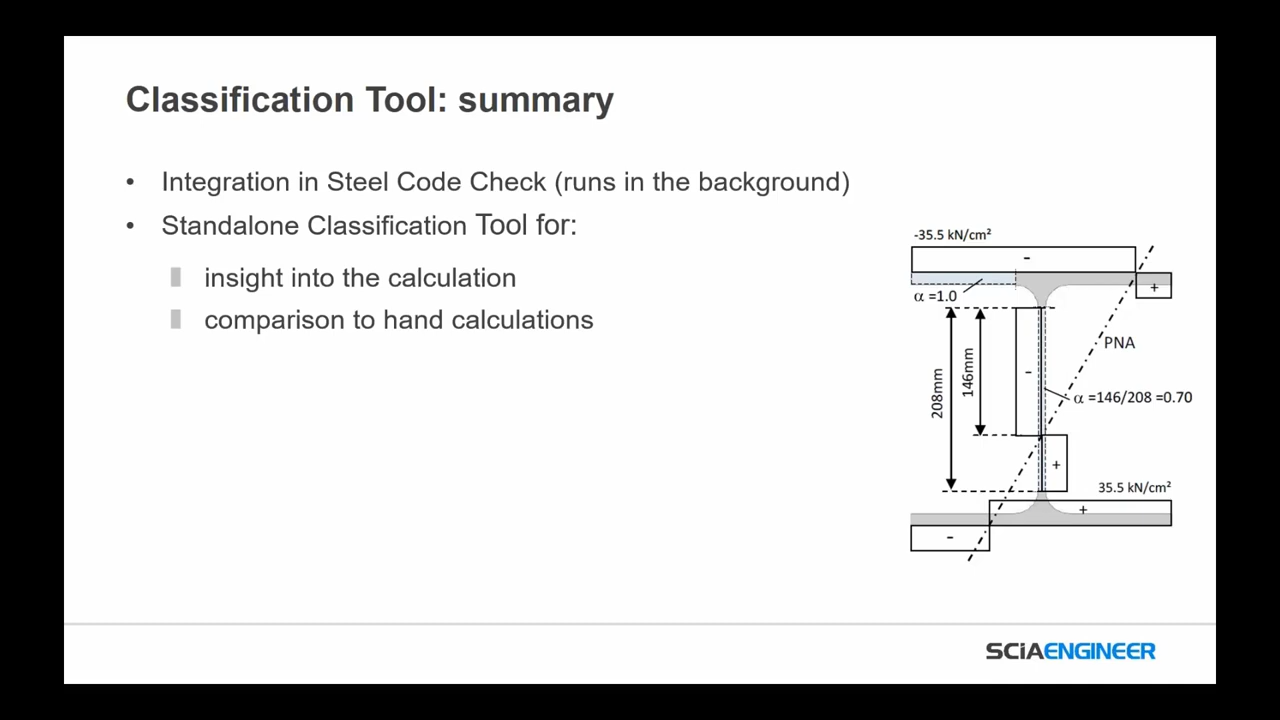 Classification Tool: summary
• Integration in Steel Code Check (runs in the background)
• Standalone Classification Tool for:
insight into the calculation
comparison to hand calculations
-35.5 kN/cm²
-
+
α =1.0
PNA
208mm
146mm
-
α =146/208 =0.70
+
35.5 kN/cm²
+
-
SCiAENGINEER